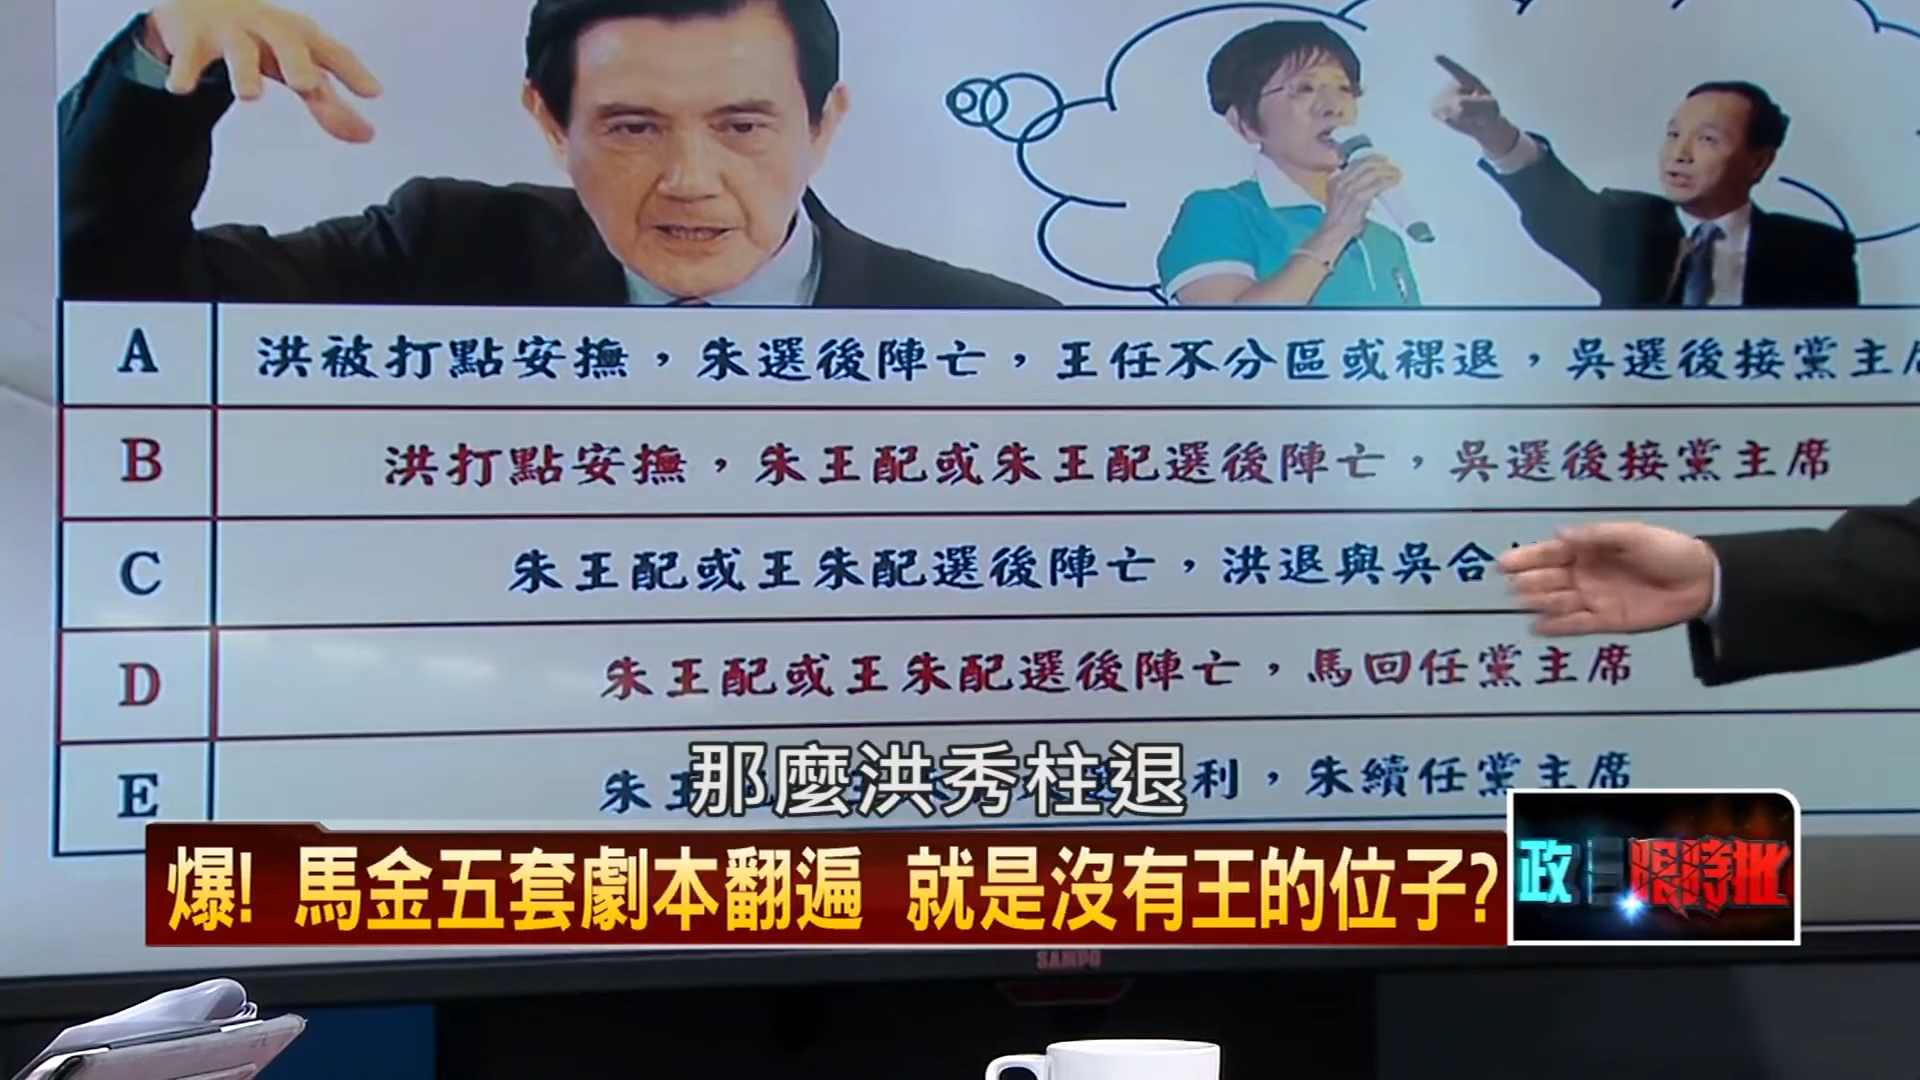 A 洪被打點安撫，朱選後陣亡，王任不分區或裸退，吳選後接黨主
B 洪打點安撫，朱王配或朱王配選後陣亡，吳選後接黨主席
C 朱王配或王朱配選後陣亡，洪退與吳合
D 朱王配或王朱配選後陣亡，馬回任黨主席
E 朱王 利，朱續任黨主席
那麼洪秀柱退
爆! 馬金五套劇本翻遍 就是沒有王的位子?
政
SAMPO